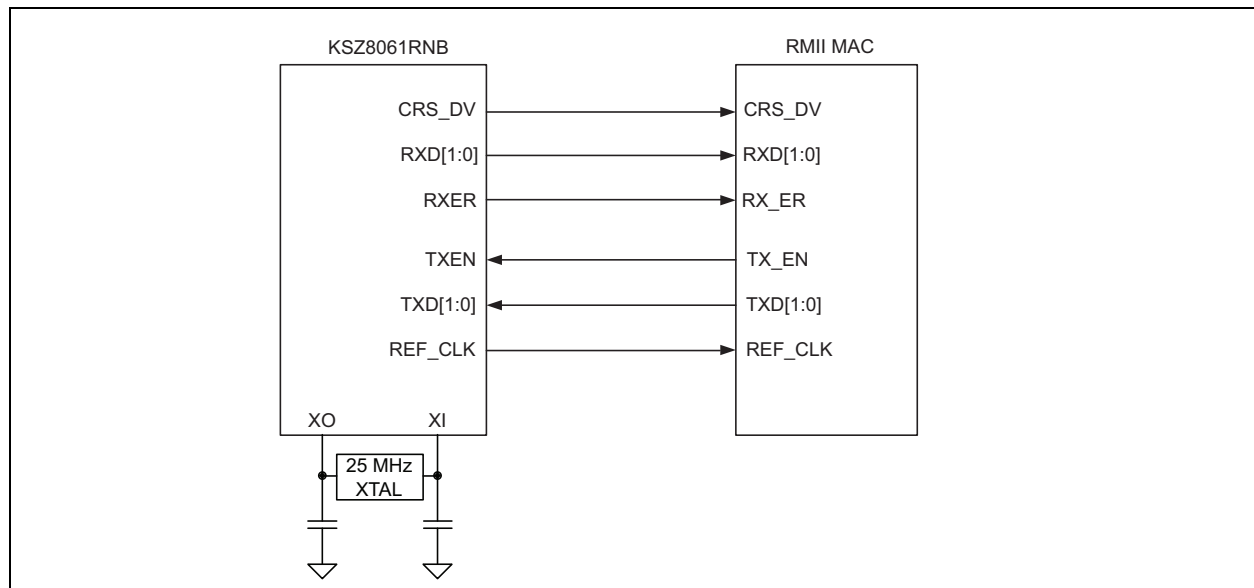 KSZ8061RNB RMII MAC
CRS_DV CRS_DV
RXD[1:0] RXD[1:0]
RXER RX_ER
TXEN TX_EN
TXD[1:0] TXD[1:0]
REF_CLK REF_CLK
XO XI
25 MHz
XTAL